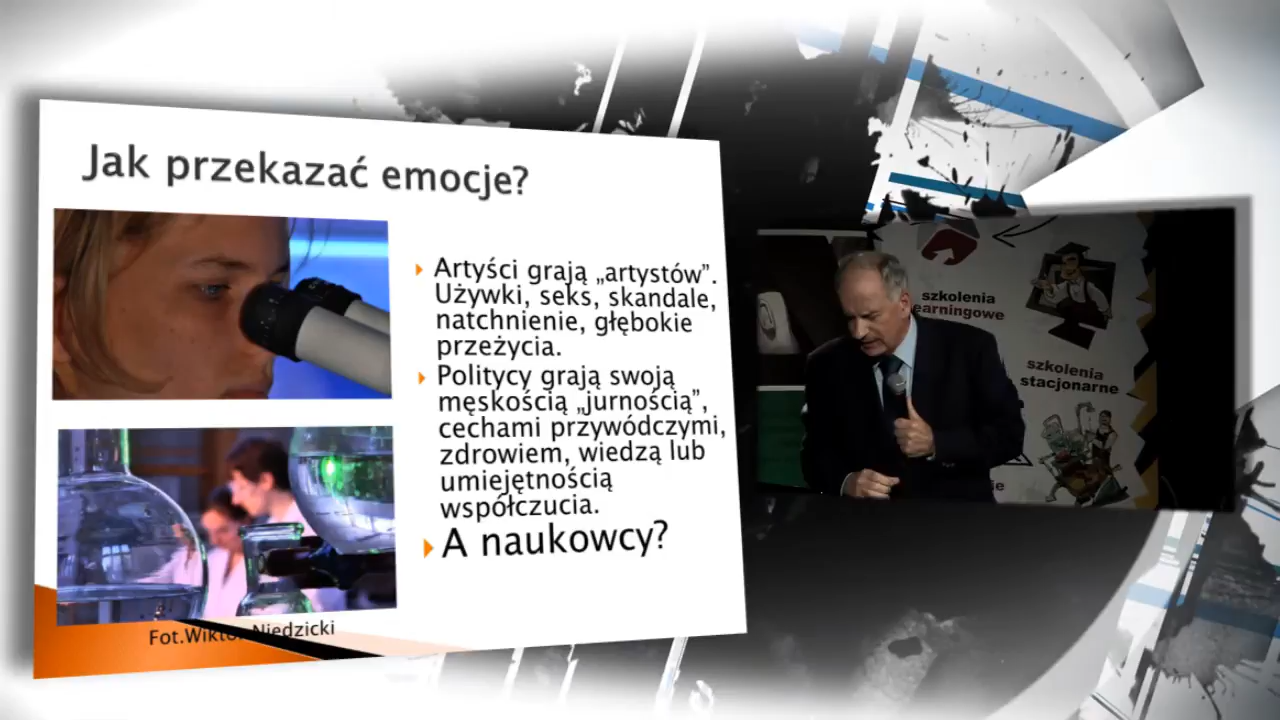 Jak przekazać emocje?
Artyści grają „artystów”.
Używki, seks, skandale,
natchnienie, głębokie
przeżycia.
Politycy grają swoją
męskością „jurnością”,
cechami przywódczymi,
zdrowiem, wiedzą lub
umiejętnością
współczucia.
A naukowcy?
Fot.Wiktor Niedzicki
szkolenia
earningowe
szkolenia
stacjonarne